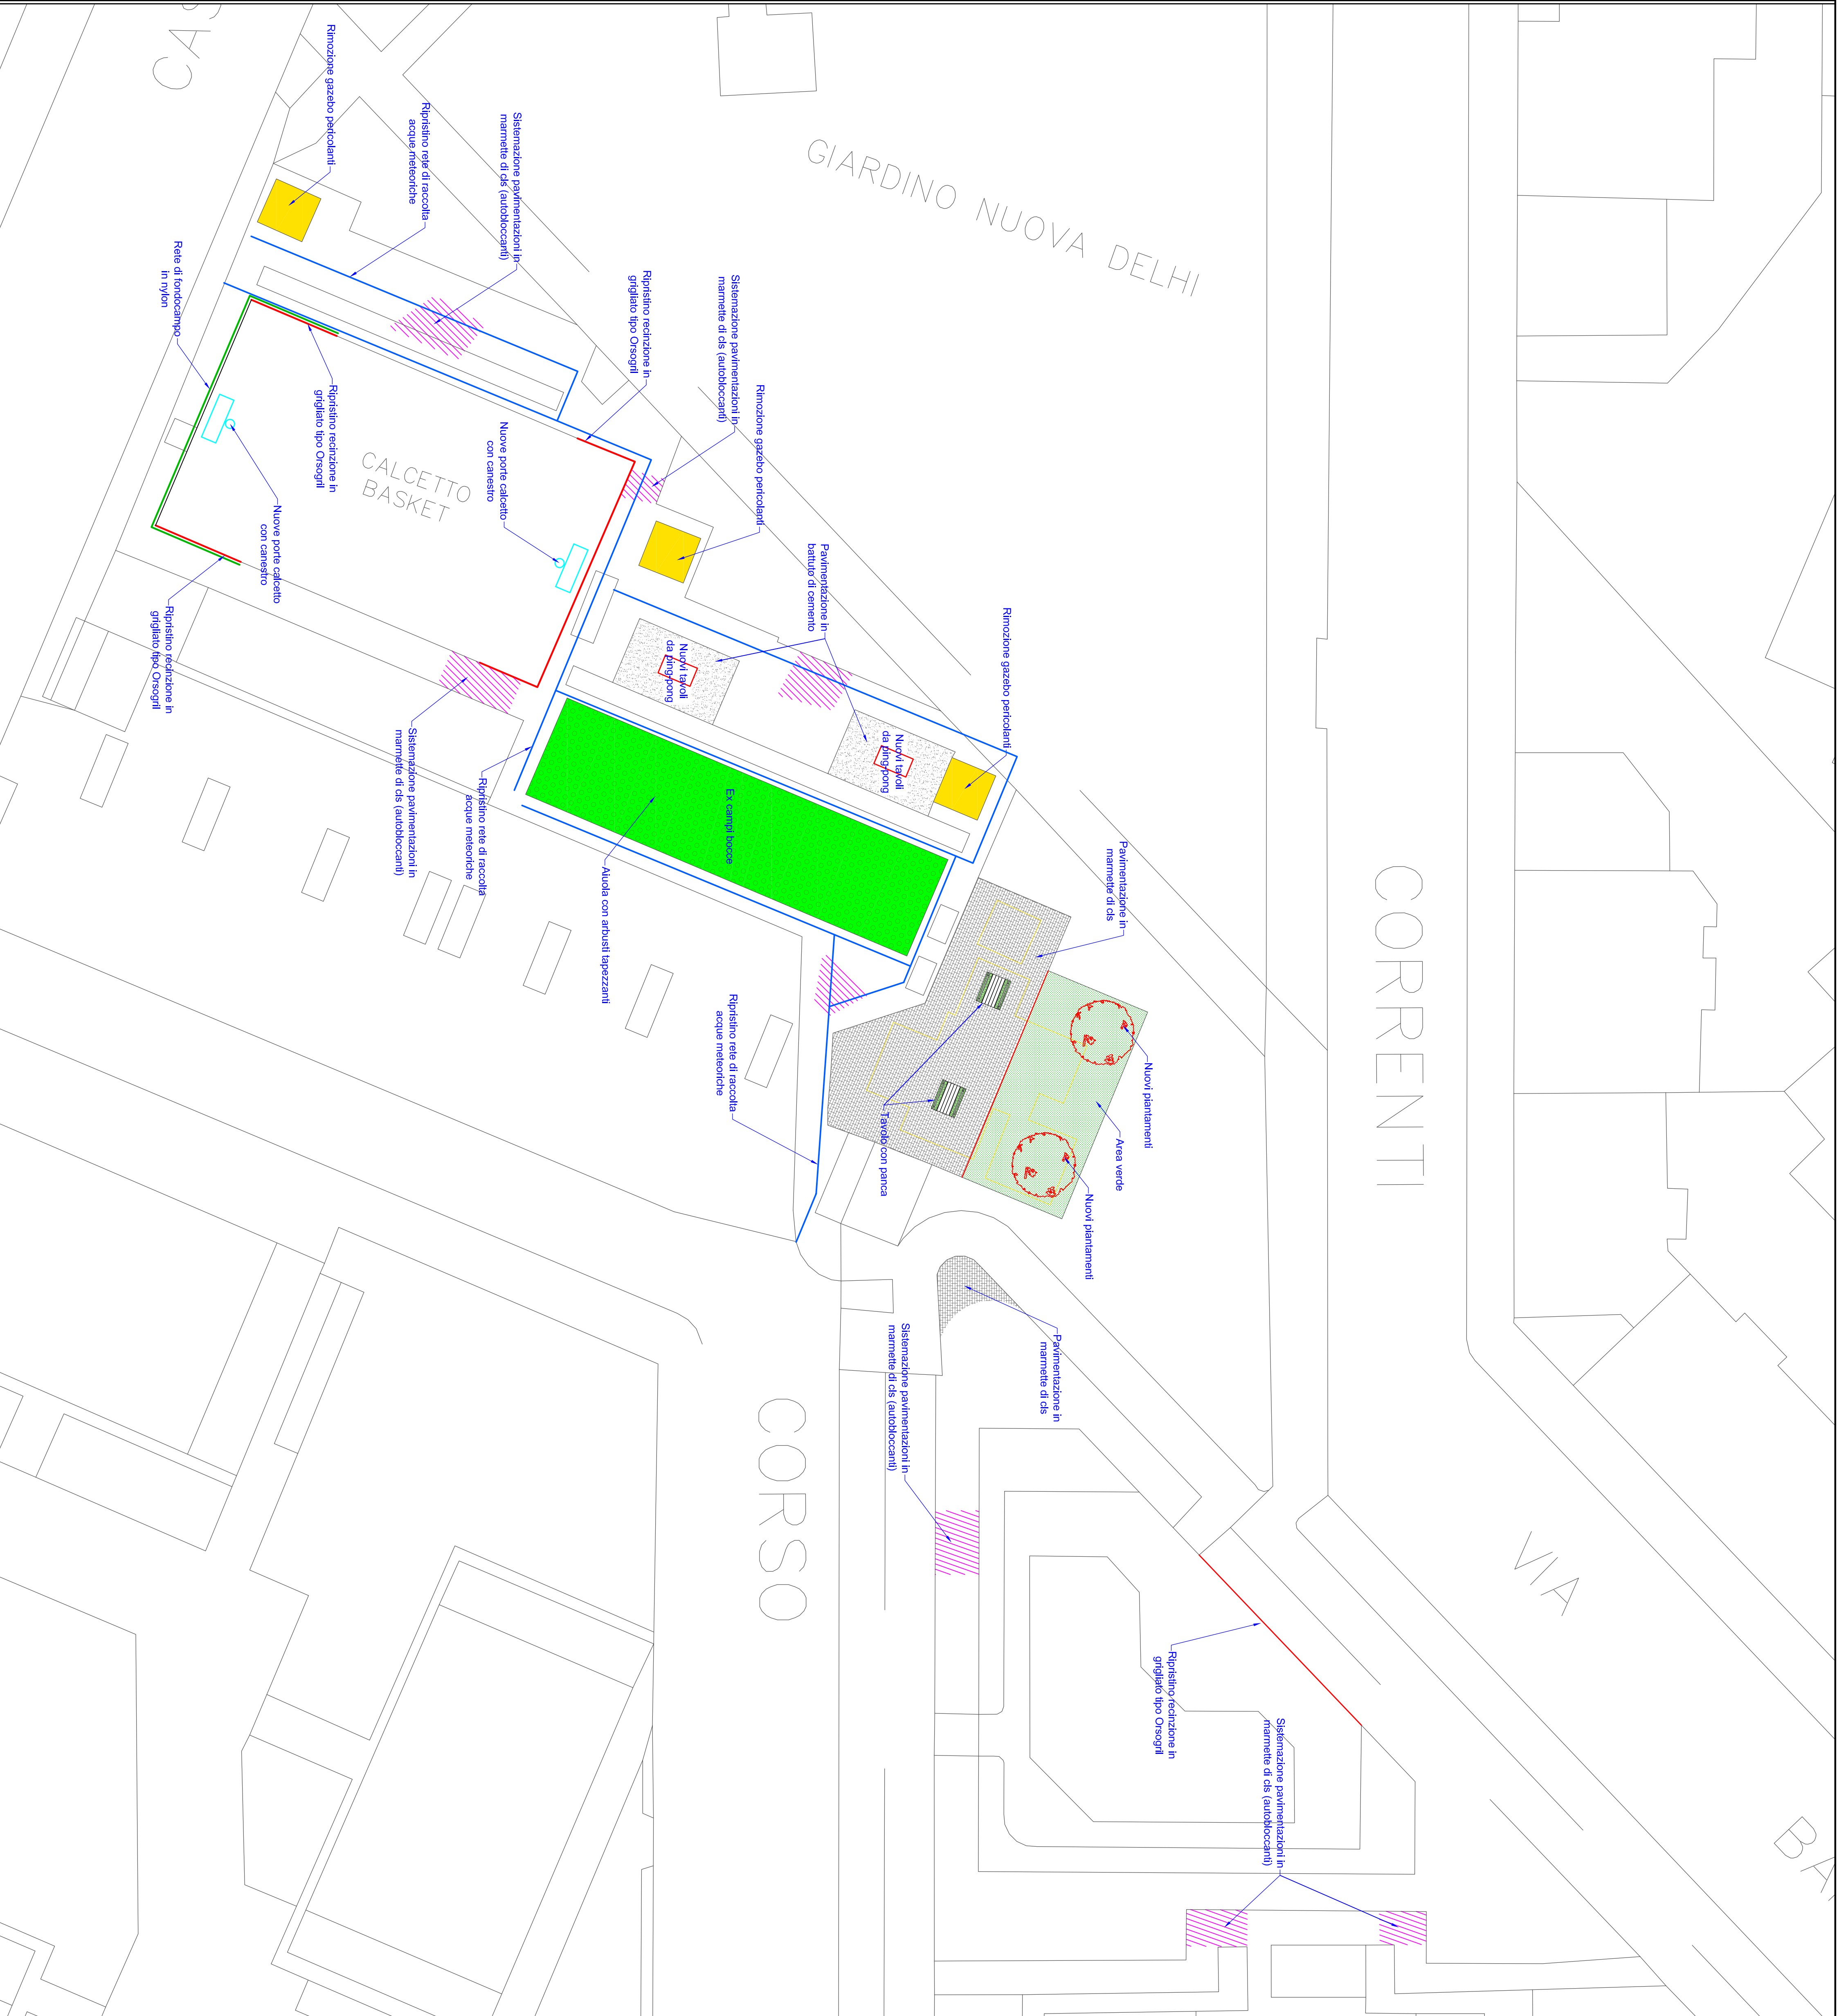 CAS
GIARDINO NUOVA DELHI
CORRENTI
CORSO
VIA
BA
Rimozione gazebo pericolanti
Ripristino rete di raccolta
acque meteoriche
Sistemazione pavimentazioni in
marmette di cls (autobloccanti)
Ripristino recinzione in
grigliato tipo Orsogril
Sistemazione pavimentazioni in
marmette di cls (autobloccanti)
Rimozione gazebo pericolanti
Pavimentazione in
battuto di cemento
Rimozione gazebo pericolanti
Rete di fondocampo
in nylon
Ripristino recinzione in
grigliato tipo Orsogril
Nuove porte calcetto
con canestro
CALCETTO
BASKET
Nuove porte calcetto
con canestro
Ripristino recinzione in
grigliato tipo Orsogril
Nuovi tavoli
da ping-pong
Nuovi tavoli
da ping-pong
Sistemazione pavimentazioni in
marmette di cls (autobloccanti)
Ripristino rete di raccolta
acque meteoriche
Ex campi bocce
Aiuola con arbusti tapezzanti
Pavimentazione in
marmette di cls
Ripristino rete di raccolta
acque meteoriche
Tavolo con panca
Nuovi piantamenti
Area verde
Nuovi piantamenti
Pavimentazione in
marmette di cls
Sistemazione pavimentazioni in
marmette di cls (autobloccanti)
Ripristino recinzione in
grigliato tipo Orsogril
Sistemazione pavimentazioni in
marmette di cls (autobloccanti)